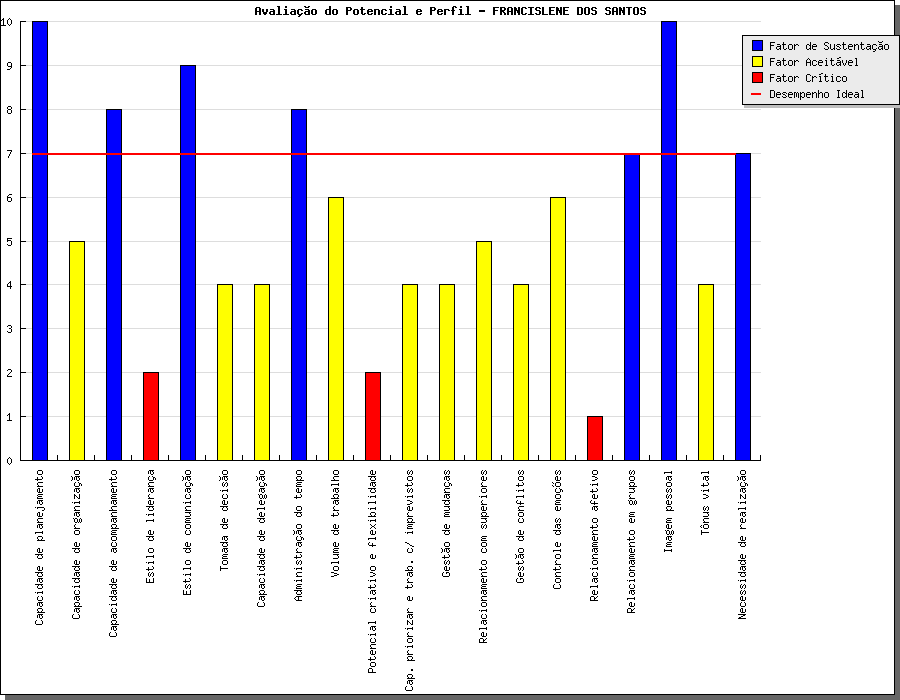 Avaliação do Potencial e Perfil - FRANCISLENE DOS SANTOS
Fator de Sustentação
Fator Aceitável
Fator Crítico
Desempenho Ideal
10
9
8
7
6
5
4
3
2
1
0
Capacidade de planejamento
Capacidade de organização
Capacidade de acompanhamento
Estilo de liderança
Estilo de comunicação
Tomada de decisão
Capacidade de delegação
Administração do tempo
Volume de trabalho
Potencial criativo e flexibilidade
Cap. priorizar e trab. c/ imprevistos
Gestão de mudanças
Relacionamento com superiores
Gestão de conflitos
Controle das emoções
Relacionamento afetivo
Relacionamento em grupos
Imagem pessoal
Tônus vital
Necessidade de realização